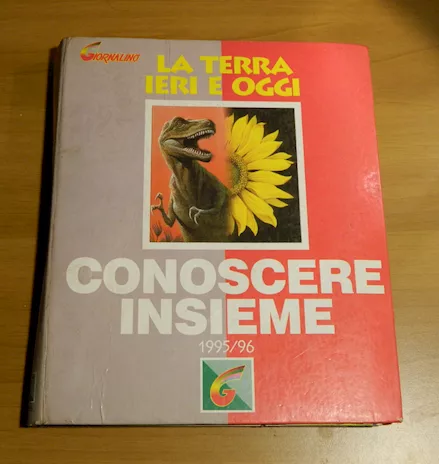 GIORNALINO
LA TERRA
IERI E OGGI
CONOSCERE
INSIEME
1995/96
G